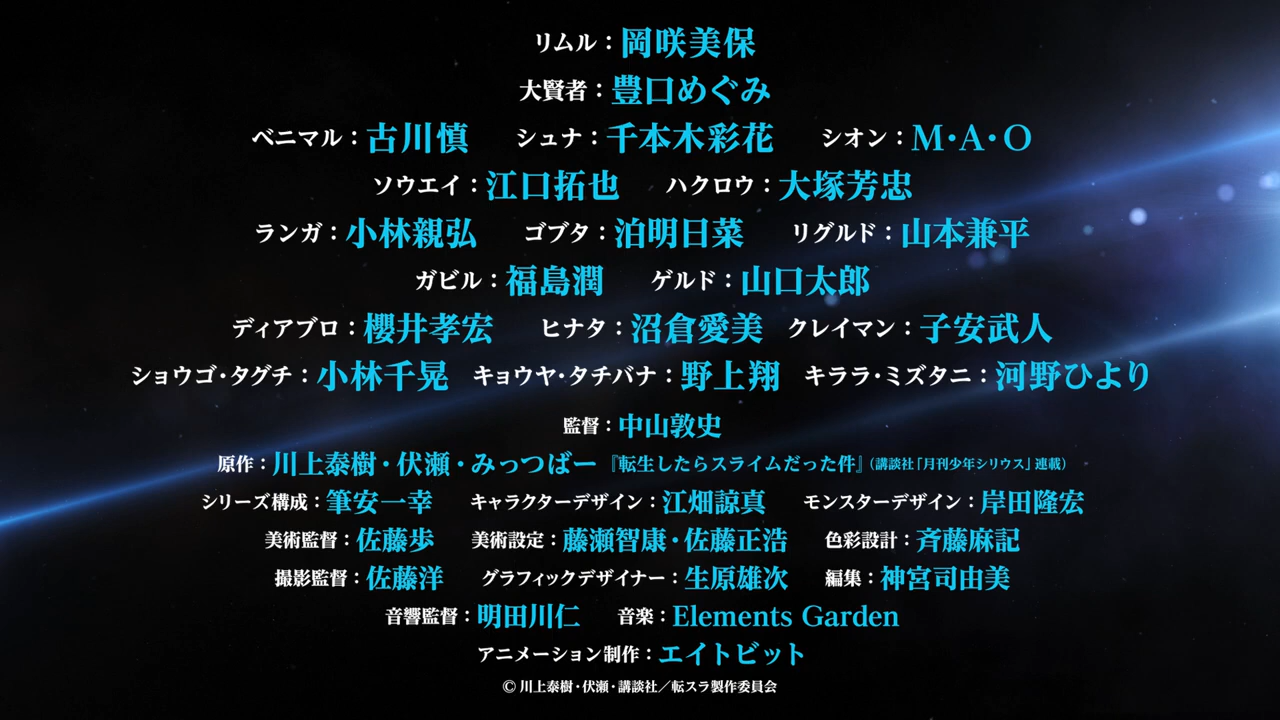 リムル：岡咲美保
大賢者：豊口めぐみ
ベニマル：古川慎　シュナ：千本木彩花　シオン：M・A・O
ソウエイ：江口拓也　ハクロウ：大塚芳忠
ランガ：小林親弘　ゴブタ：泊明日菜　リグルド：山本兼平
ガビル：福島潤　ゲルド：山口太郎
ディアブロ：櫻井孝宏　ヒナタ：沼倉愛美　クレイマン：子安武人
ショウゴ・タグチ：小林千晃　キョウヤ・タチバナ：野上翔　キララ・ミズタニ：河野ひより
監督：中山敦史
原作：川上泰樹・伏瀬・みっつばー『転生したらスライムだった件』（講談社「月刊少年シリウス」連載）
シリーズ構成：筆安一幸　キャラクターデザイン：江畑諒真　モンスターデザイン：岸田隆宏
美術監督：佐藤歩　美術設定：藤瀬智康・佐藤正浩　色彩設計：斉藤麻記
撮影監督：佐藤洋　グラフィックデザイナー：生原雄次　編集：神宮司由美
音響監督：明田川仁　音楽：Elements Garden
アニメーション制作：エイトビット
© 川上泰樹・伏瀬・講談社／転スラ製作委員会